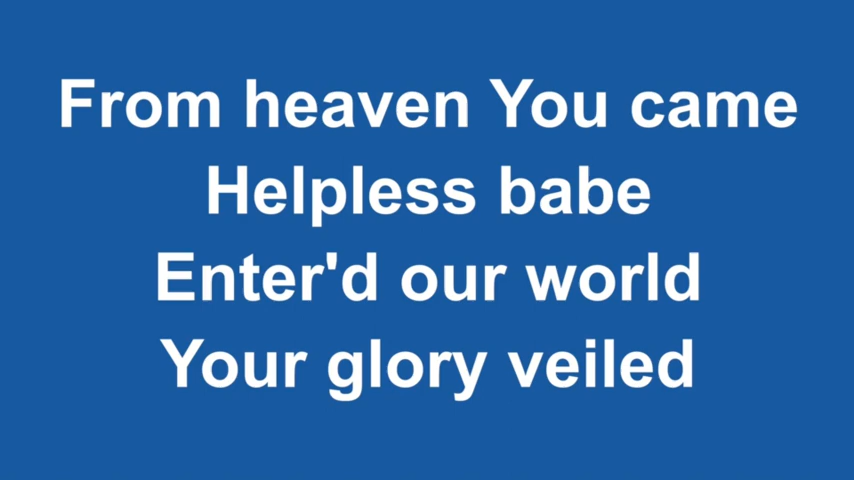 From heaven You came
Helpless babe
Enter'd our world
Your glory veiled